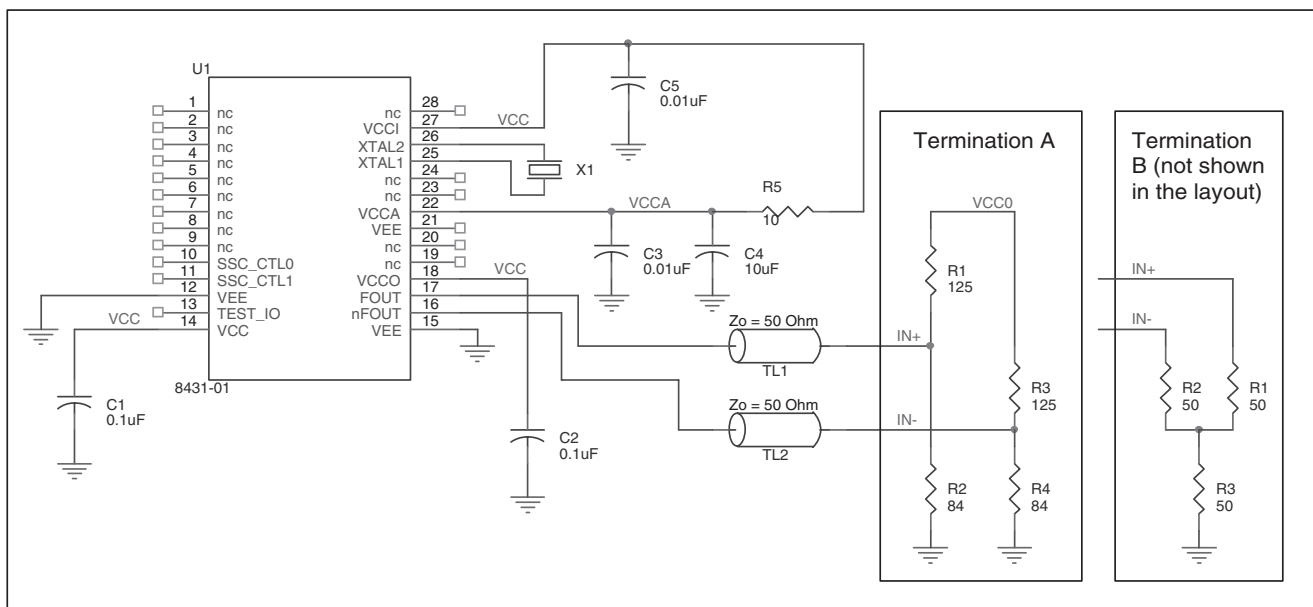 U1
1 nc
2 nc
3 nc
4 nc
5 nc
6 nc
7 nc
8 nc
9 nc
10 SSC_CTL0
11 SSC_CTL1
12 VEE
13 TEST_IO
14 VCC
VCC
28 nc
27 VCCI
26 XTAL2
25 XTAL1
24 nc
23 nc
22 VCCA
21 VEE
20 nc
19 nc
18 VCCO
17 FOUT
16 nFOUT
15 VEE
8431-01
C1
0.1uF
VCC
C5
0.01uF
X1
VCCA
R5
10
C3
0.01uF
C4
10uF
VCC
C2
0.1uF
Zo = 50 Ohm
TL1
Zo = 50 Ohm
TL2
Termination A
VCC0
R1
125
IN+
R3
125
IN-
R2
84
R4
84
Termination
B (not shown
in the layout)
IN+
IN-
R2
50
R1
50
R3
50